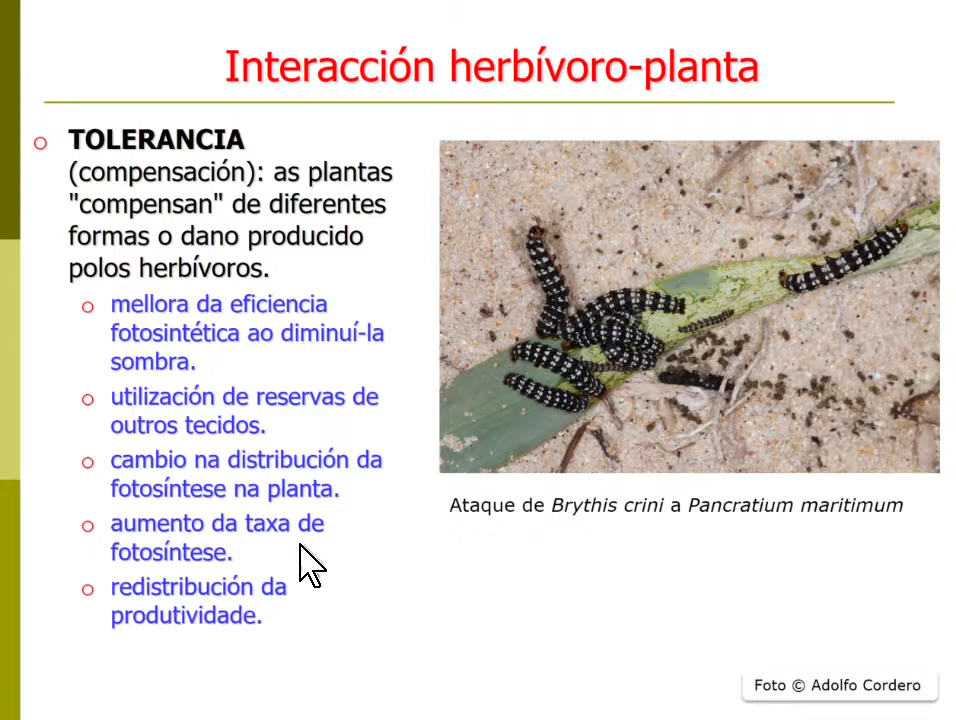 Interacción herbívoro-planta
TOLERANCIA
(compensación): as plantas
"compensan" de diferentes
formas o dano producido
polos herbívoros.
mellora da eficiencia
fotosintética ao diminuí-la
sombra.
utilización de reservas de
outros tecidos.
cambio na distribución da
fotosíntese na planta.
aumento da taxa de
fotosíntese.
redistribución da
produtividade.
Ataque de Brythis crini a Pancratium maritimum
Foto © Adolfo Cordero